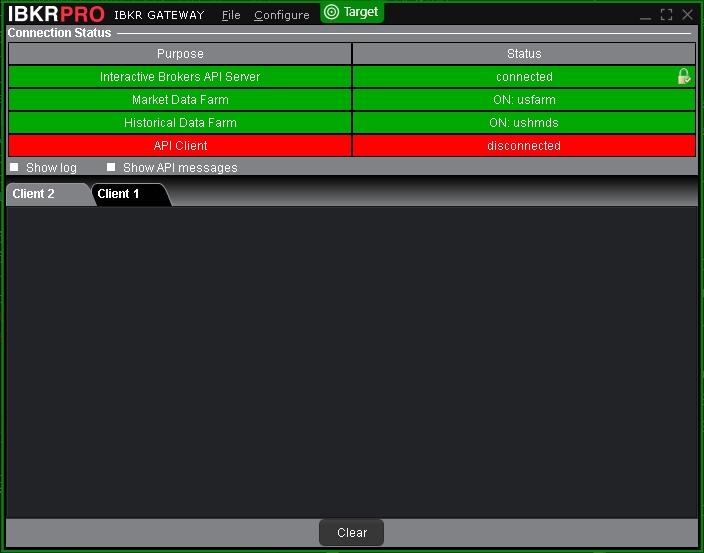 IBKRPRO IBKR GATEWAY File Configure Target
Connection Status
Purpose Status
Interactive Brokers API Server connected
Market Data Farm ON: usfarm
Historical Data Farm ON: ushmds
API Client disconnected
Show log Show API messages
Client 2 Client 1
Clear